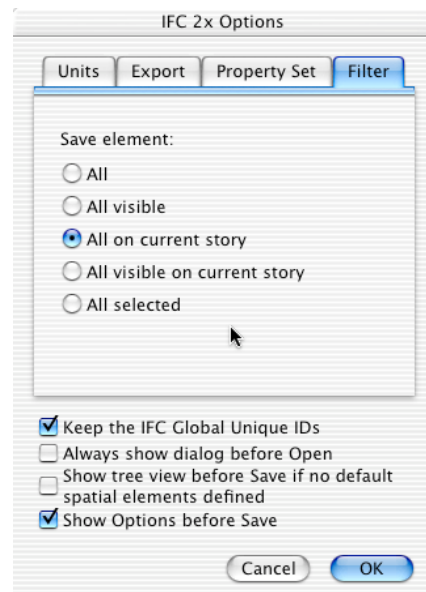 IFC 2x Options
Units Export Property Set Filter
Save element:
All
All visible
All on current story
All visible on current story
All selected
Keep the IFC Global Unique IDs
Always show dialog before Open
Show tree view before Save if no default
spatial elements defined
Show Options before Save
Cancel OK